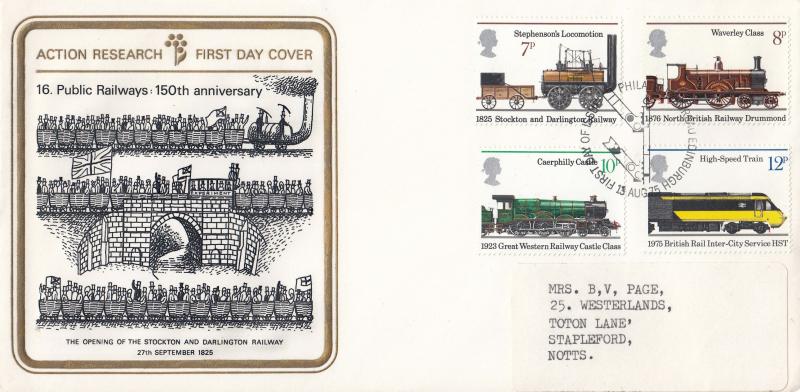 ACTION RESEARCH FIRST DAY COVER
16. Public Railways: 150th anniversary
EXPERIMENT
THE OPENING OF THE STOCKTON AND DARLINGTON RAILWAY
27th SEPTEMBER 1825
Stephenson's Locomotion
7P
1825 Stockton and Darlington Railway
Waverley Class
8P
1876 North British Railway Drummond
Caerphilly Castle
10P
1923 Great Western Railway Castle Class
High-Speed Train
12P
1975 British Rail Inter-City Service HST
FIRST DAY OF
EDINBURGH
13 AUG 75
MRS. B,V, PAGE,
25. WESTERLANDS,
TOTON LANE'
STAPLEFORD,
NOTTS.